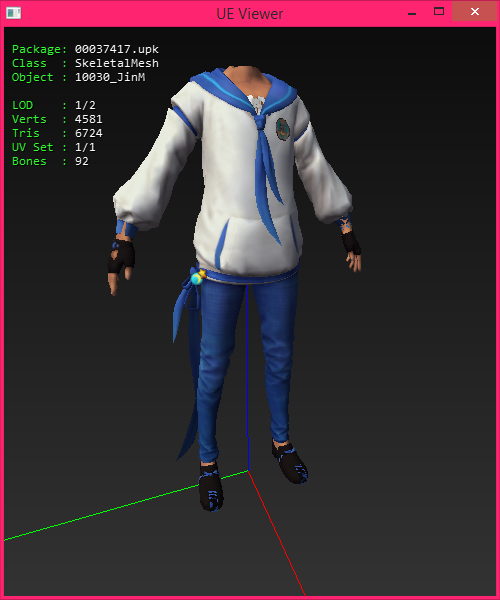 UE Viewer
Package: 00037417.upk
Class : SkeletalMesh
Object : 10030_JinM
LOD : 1/2
Verts : 4581
Tris : 6724
UV Set : 1/1
Bones : 92